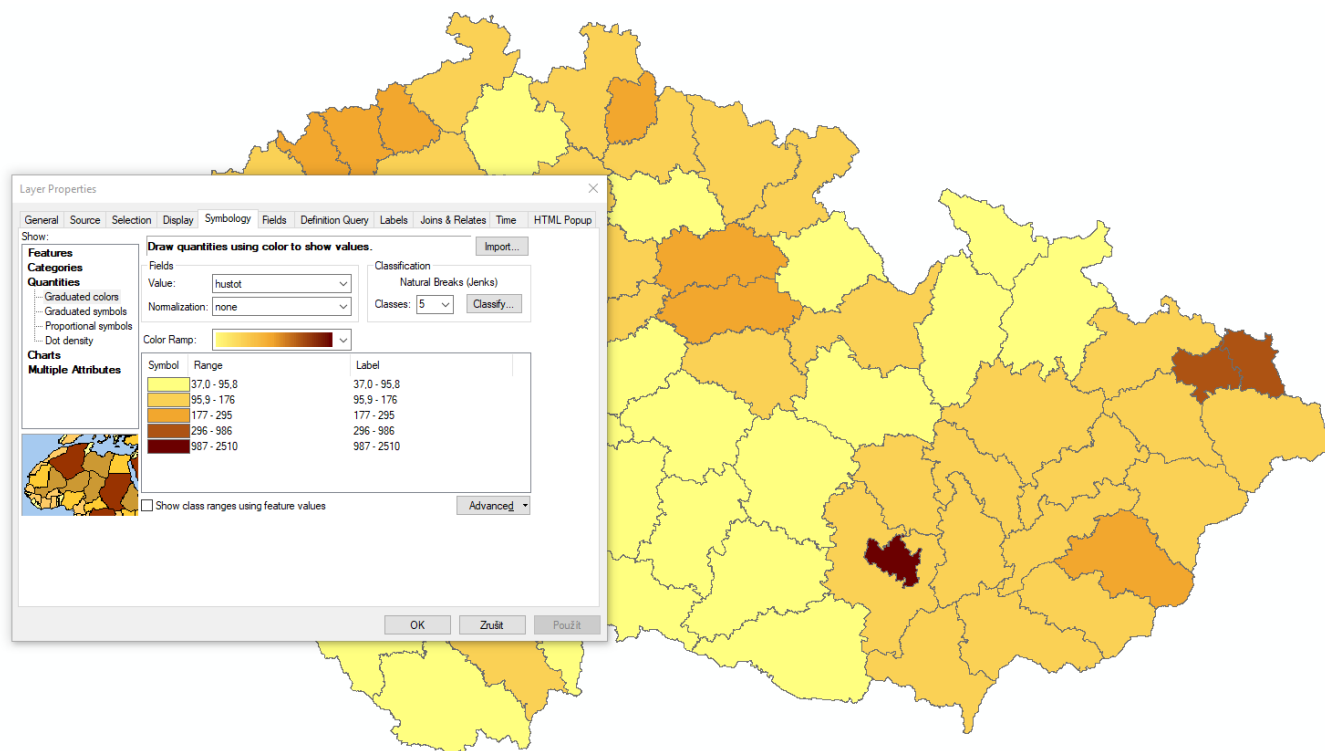 Layer Properties
General Source Selection Display Symbology Fields Definition Query Labels Joins & Relates Time HTML Popup
Show:
Features
Categories
Quantities
Graduated colors
Graduated symbols
Proportional symbols
Dot density
Charts
Multiple Attributes
Draw quantities using color to show values.
Import...
Fields
Value: hustot
Normalization: none
Classification
Natural Breaks (Jenks)
Classes: 5 Classify...
Color Ramp:
Symbol Range Label
37,0 - 95,8 37,0 - 95,8
95,9 - 176 95,9 - 176
177 - 295 177 - 295
296 - 986 296 - 986
987 - 2510 987 - 2510
Show class ranges using feature values
Advanced
OK Zrušit Použít